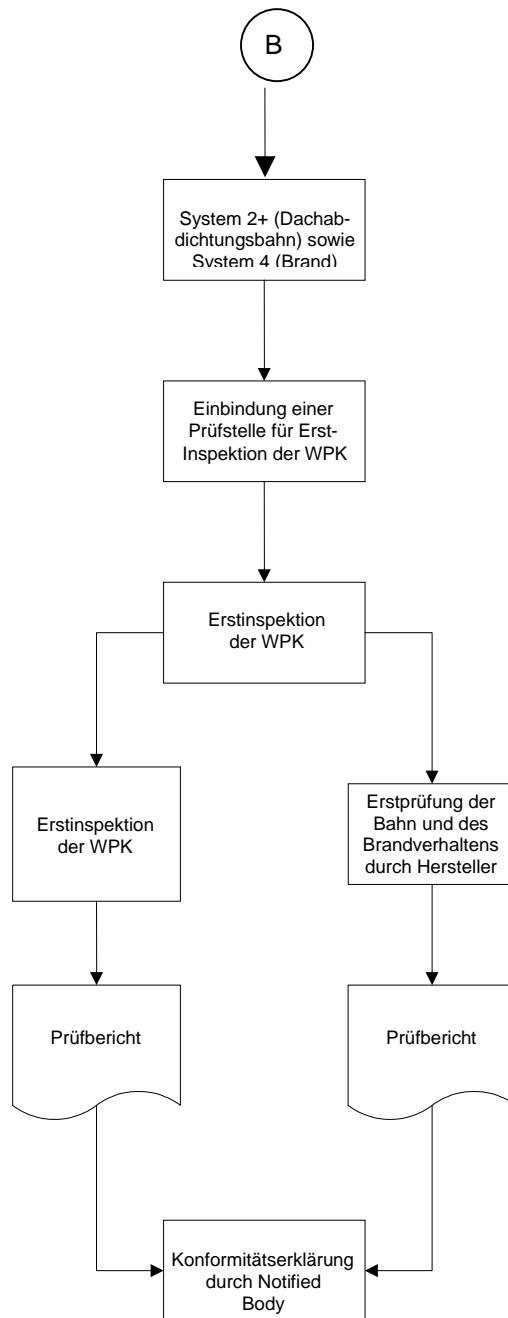 B
System 2+ (Dachab-
dichtungsbahn) sowie
System 4 (Brand)
Einbindung einer
Prüfstelle für Erst-
Inspektion der WPK
Erstinspektion
der WPK
Erstinspektion
der WPK
Erstprüfung der
Bahn und des
Brandverhaltens
durch Hersteller
Prüfbericht
Prüfbericht
Konformitätserklärung
durch Notified
Body